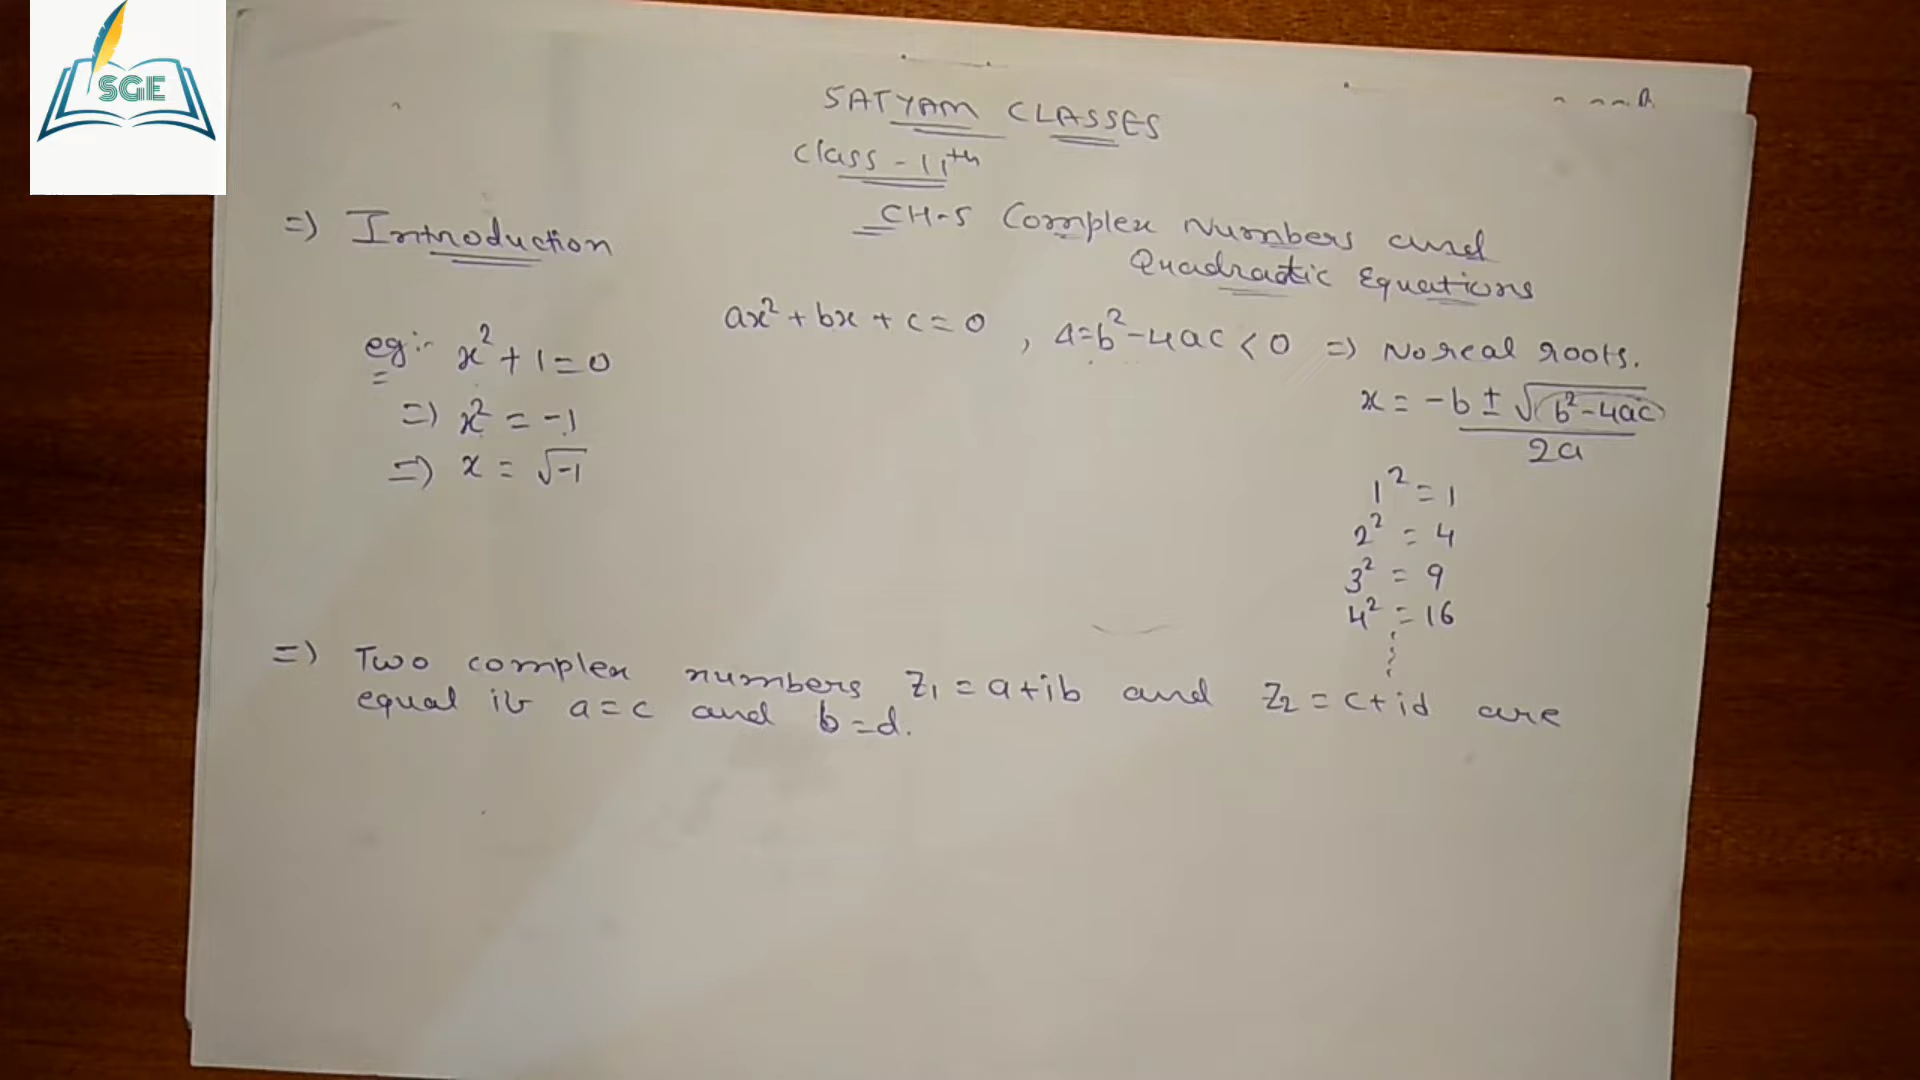 SGE
SATYAM CLASSES
Class - 11th
CH-5 Complex Numbers and
Quadratic Equations
=> Introduction
ax² + bx + c = 0 , Δ=b²-4ac < 0 => No real roots.
eg:- x² + 1 = 0
=> x² = -1
=> x = √-1
x = -b ± √b²-4ac
2a
1² = 1
2² = 4
3² = 9
4² = 16
=> Two complex numbers Z₁ = a+ib and Z₂ = c+id are
equal if a=c and b=d.